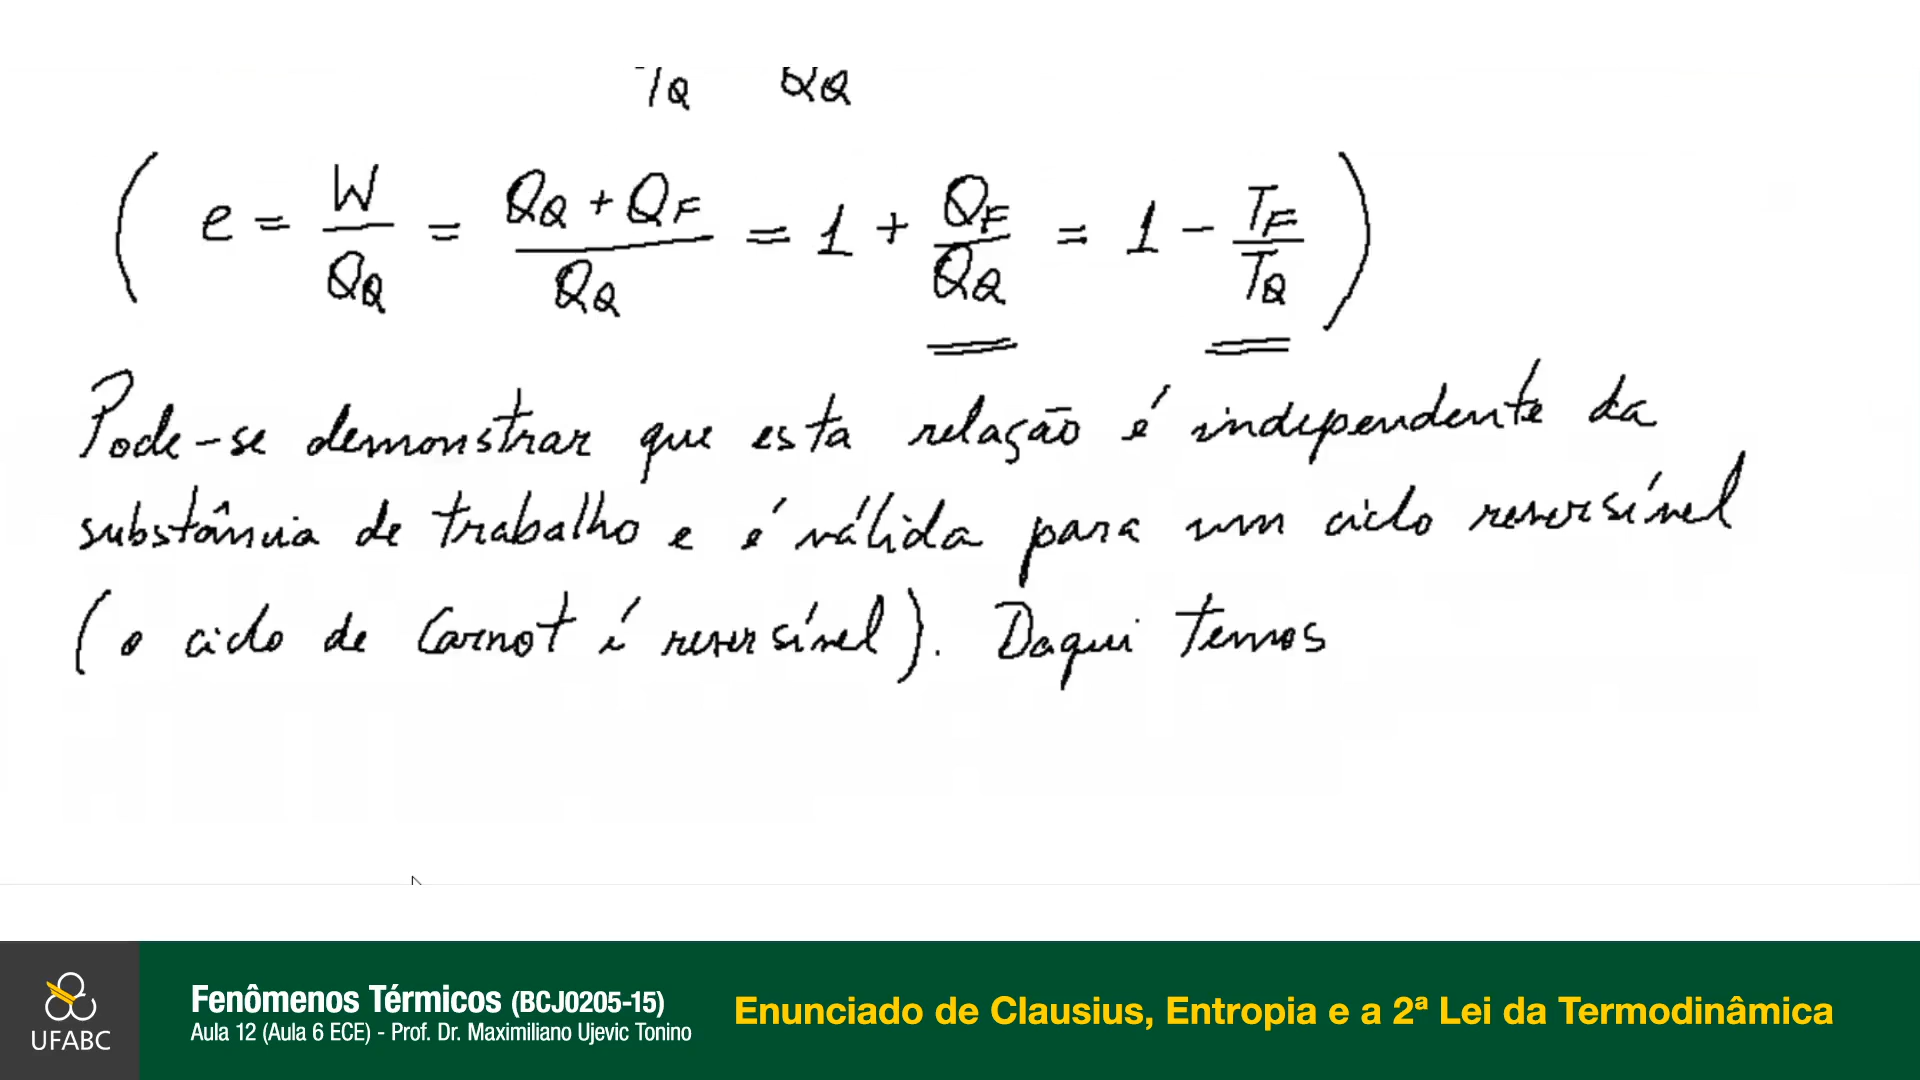 T_Q Q_Q
( e = W/Q_Q = (Q_Q + Q_F)/Q_Q = 1 + Q_F/Q_Q = 1 - T_F/T_Q )
Pode-se demonstrar que esta relação é independente da
substância de trabalho e é válida para um ciclo reversível
(o ciclo de Carnot é reversível). Daqui temos
UFABC
Fenômenos Térmicos (BCJ0205-15)
Aula 12 (Aula 6 ECE) - Prof. Dr. Maximiliano Ujevic Tonino
Enunciado de Clausius, Entropia e a 2ª Lei da Termodinâmica